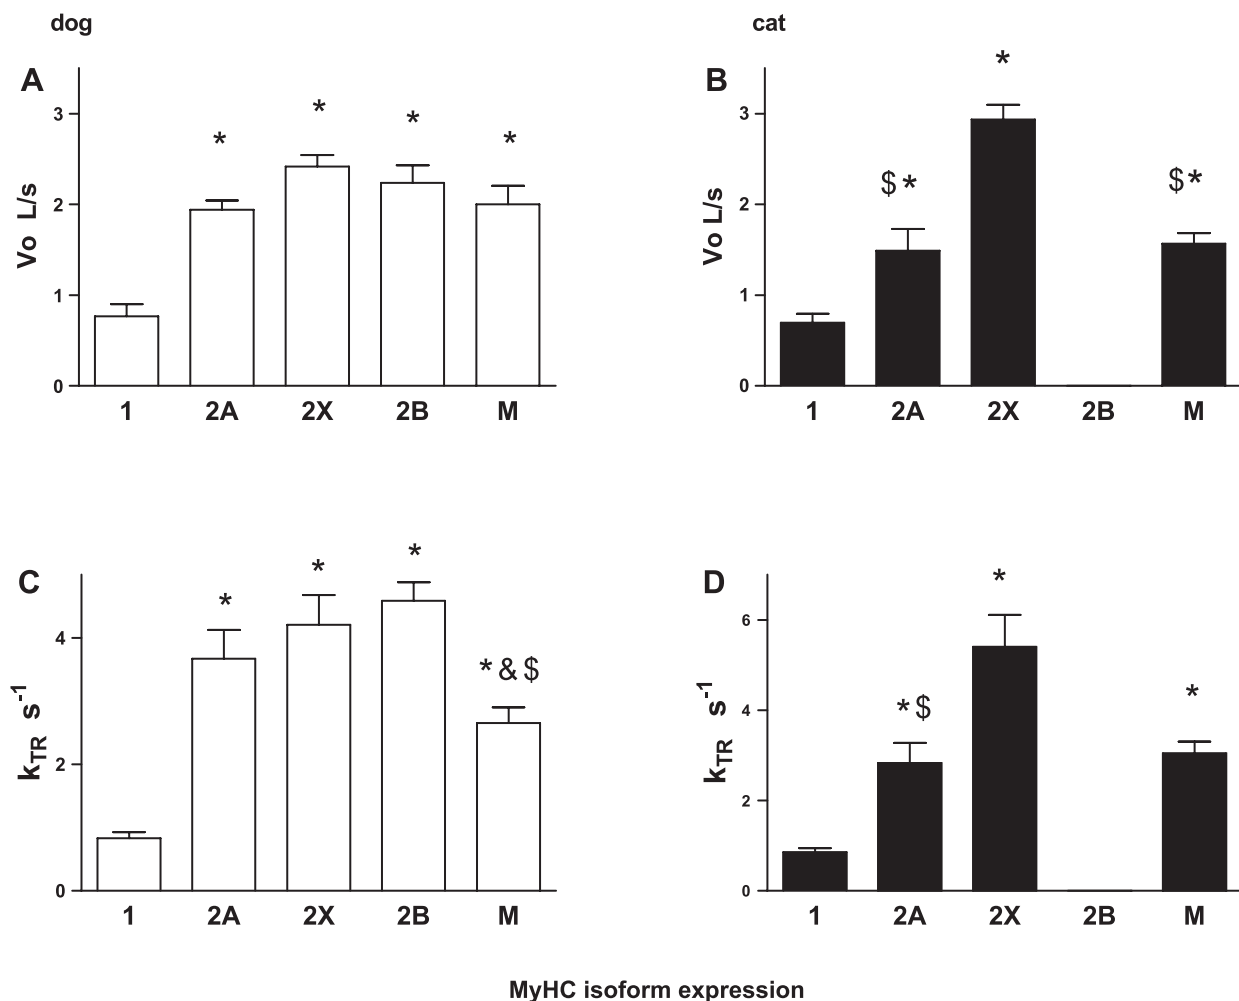 dog
cat
A
*
*
*
*
3
2
1
0
Vo L/s
1 2A 2X 2B M
B
$*
*
$*
3
2
1
0
Vo L/s
1 2A 2X 2B M
C
*
*
*
*&$
4
2
0
kTR s-1
1 2A 2X 2B M
D
*$
*
*
6
4
2
0
kTR s-1
1 2A 2X 2B M
MyHC isoform expression